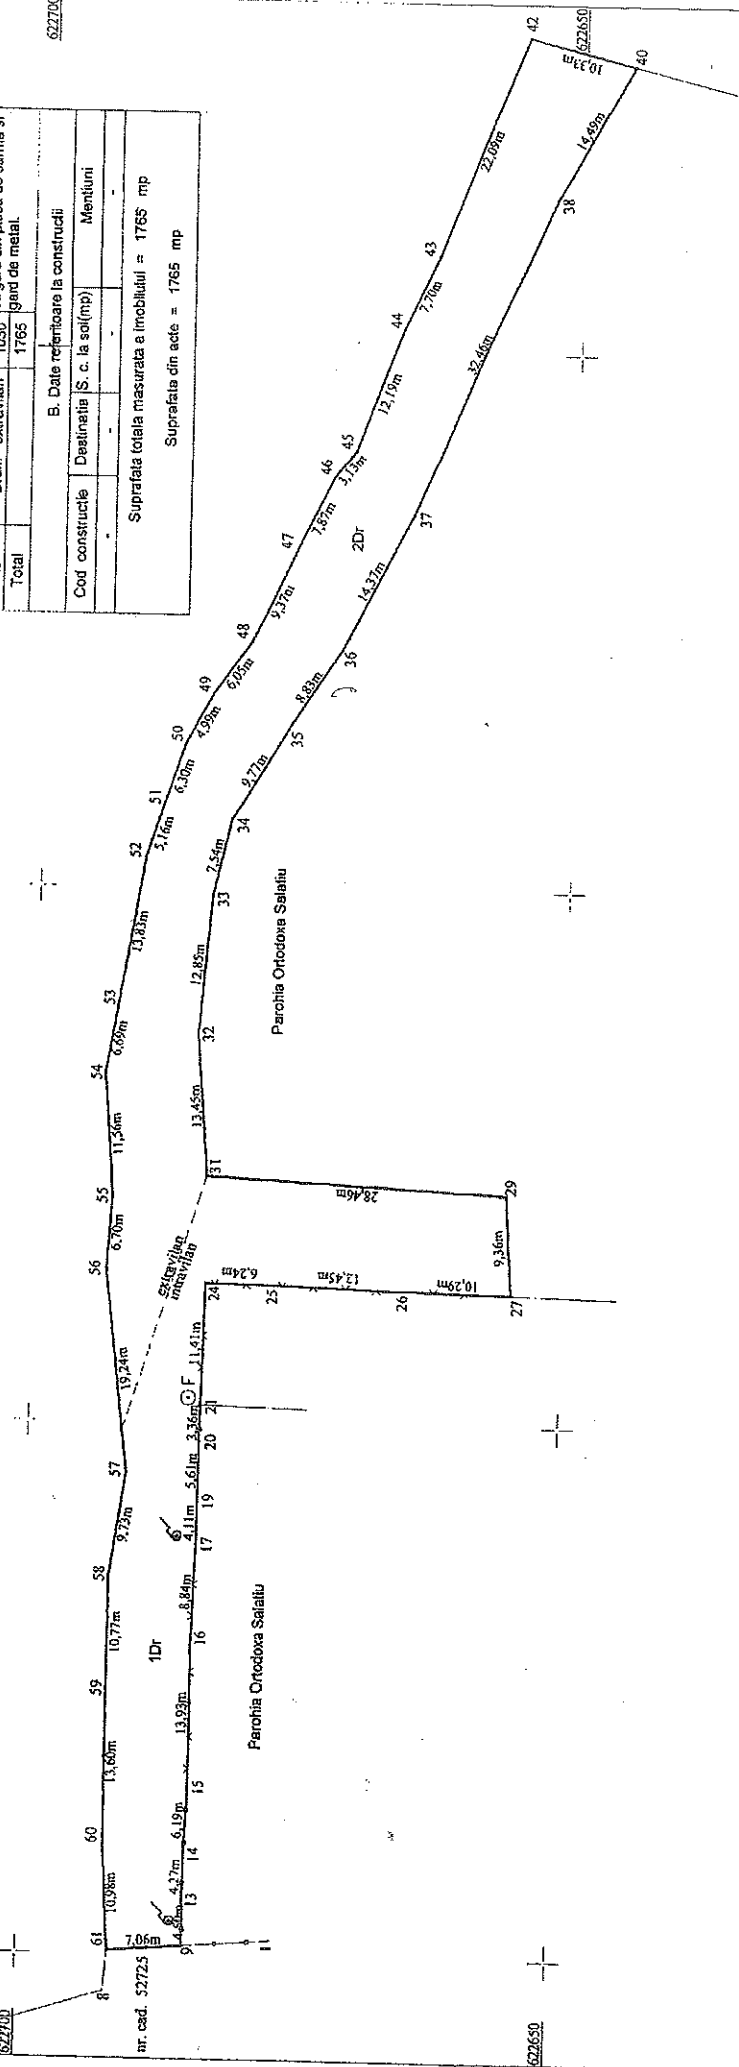 622700
42
622650
10,33m
40
14,49m
38
22,09m
43
7,70m
44
12,19m
45
3,13m
46
7,87m
47
2Dr
32,46m
37
14,37m
36
9,37m
48
6,05m
49
4,99m
50
6,30m
51
5,16m
52
8,83m
35
9,77m
34
7,54m
33
12,85m
32
13,45m
31
13,83m
53
6,69m
54
11,56m
55
6,70m
56
19,24m
57
9,73m
58
10,77m
59
13,60m
60
10,98m
61
8
7,06m
9
nr. cad. 52725
622700
gard de metal.
Total
1765
B. Date referitoare la constructii
Cod constructie
Destinatia
S. c. la sol(mp)
Mentiuni
-
-
-
-
Suprafata totala masurata a imobilului = 1765 mp
Suprafata din acte = 1765 mp
Parohia Ortodoxa Salatiu
extravilan
intravilan
28,46m
29
9,36m
27
10,29m
26
12,45m
25
6,24m
24
11,41m
F
21
3,36m
20
5,61m
19
4,11m
17
8,84m
16
13,93m
15
6,19m
14
4,27m
13
1Dr
Parohia Ortodoxa Salatiu
622650